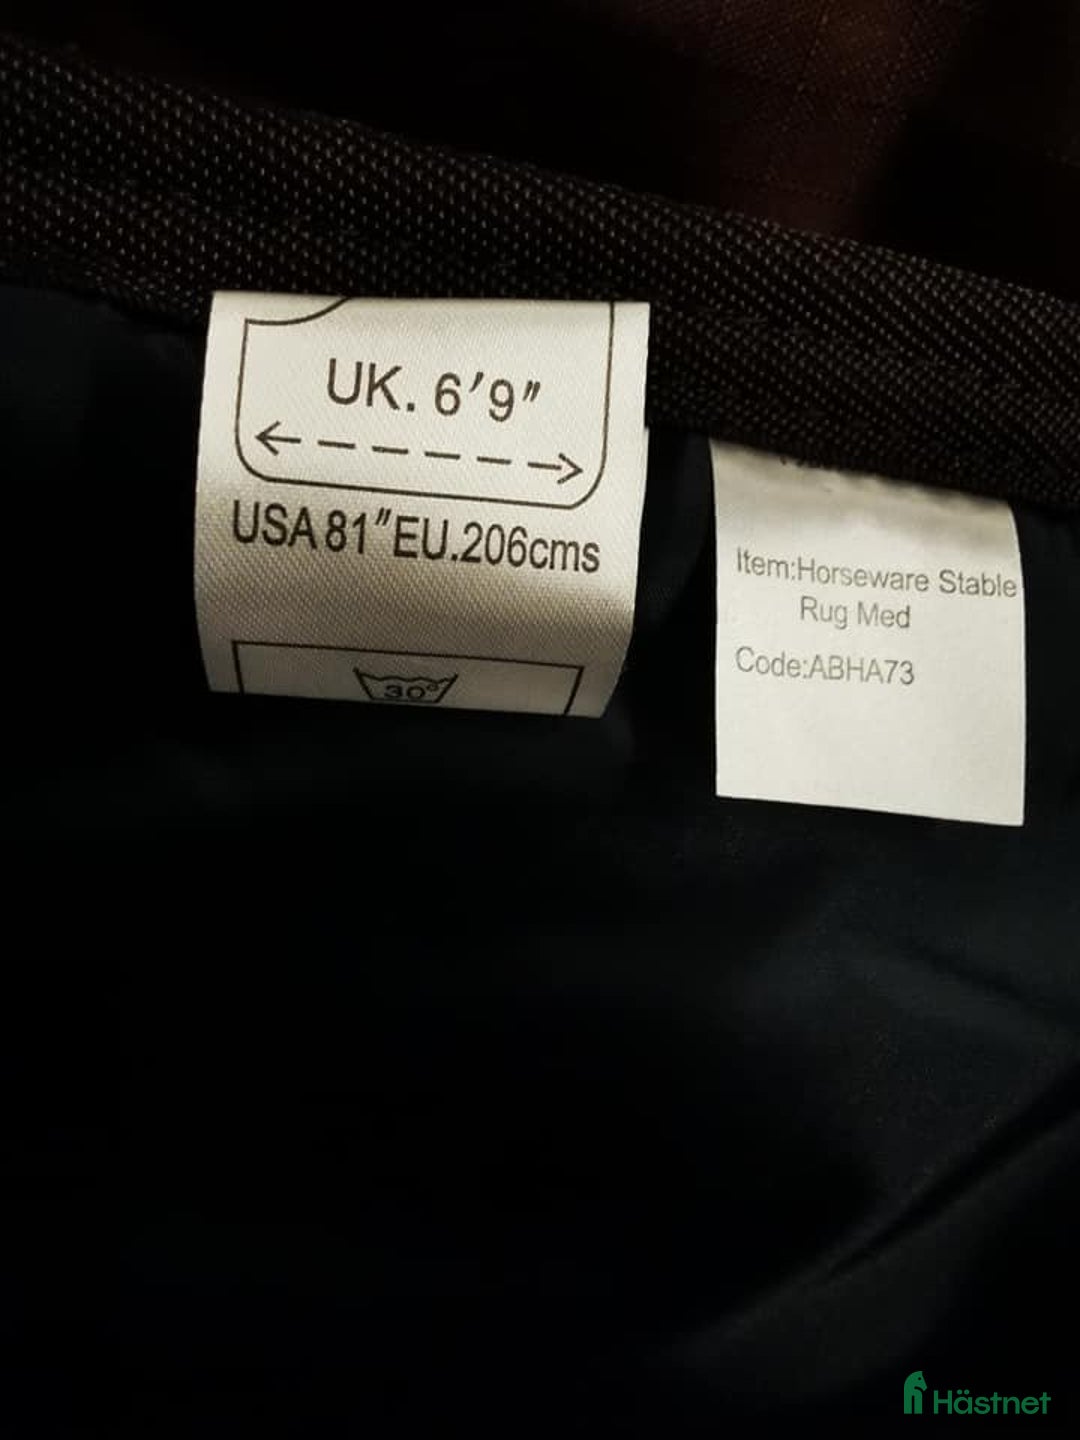 UK. 6'9"
USA 81" EU.206cms
30°
Item:Horseware Stable
Rug Med
Code:ABHA73
Hästnet